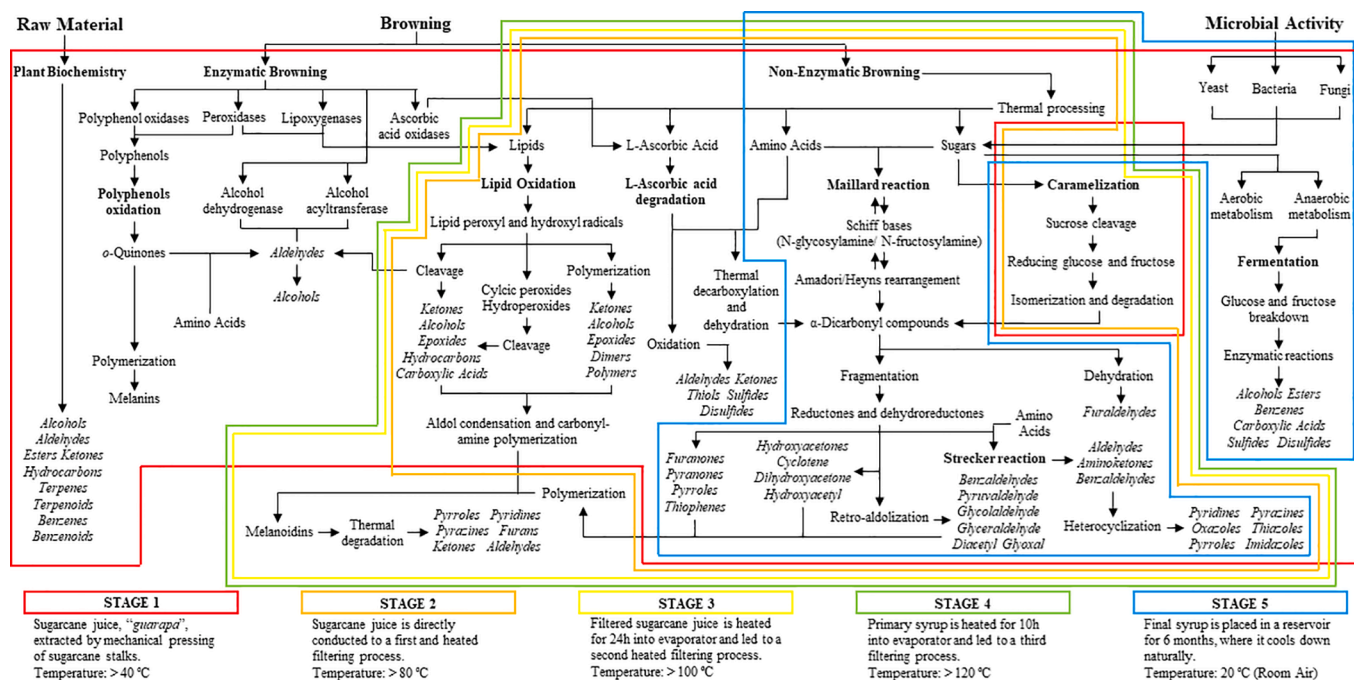 Raw Material
Browning
Microbial Activity
Plant Biochemistry
Enzymatic Browning
Non-Enzymatic Browning
Yeast
Bacteria
Fungi
Thermal processing
Polyphenol oxidases
Peroxidases
Lipoxygenases
Ascorbic
acid oxidases
Lipids
L-Ascorbic Acid
Amino Acids
Sugars
Polyphenols
Polyphenols
oxidation
Alcohol
dehydrogenase
Alcohol
acyltransferase
Lipid Oxidation
L-Ascorbic acid
degradation
Maillard reaction
Caramelization
Aerobic
metabolism
Anaerobic
metabolism
Lipid peroxyl and hydroxyl radicals
Schiff bases
(N-glycosylamine/ N-fructosylamine)
Sucrose cleavage
o-Quinones
Aldehydes
Alcohols
Cleavage
Cylcic peroxides
Hydroperoxides
Polymerization
Thermal
decarboxylation
and
dehydration
Amadori/Heyns rearrangement
Reducing glucose and fructose
Isomerization and degradation
Fermentation
Glucose and fructose
breakdown
Amino Acids
Ketones
Alcohols
Epoxides
Hydrocarbons
Carboxylic Acids
Cleavage
Ketones
Alcohols
Epoxides
Dimers
Polymers
Oxidation
α-Dicarbonyl compounds
Enzymatic reactions
Polymerization
Melanins
Aldehydes Ketones
Thiols Sulfides
Disulfides
Fragmentation
Dehydration
Furaldehydes
Alcohols Esters
Benzenes
Carboxylic Acids
Sulfides Disulfides
Alcohols
Aldehydes
Esters Ketones
Hydrocarbons
Terpenes
Terpenoids
Benzenes
Benzenoids
Aldol condensation and carbonyl-
amine polymerization
Reductones and dehydroreductones
Amino
Acids
Furanones
Pyranones
Pyrroles
Thiophenes
Hydroxyacetones
Cyclotene
Dihydroxyacetone
Hydroxyacetyl
Strecker reaction
Benzaldehydes
Pyruvaldehyde
Glycolaldehyde
Glyceraldehyde
Diacetyl Glyoxal
Aldehydes
Aminoketones
Benzaldehydes
Polymerization
Retro-aldolization
Heterocyclization
Melanoidins
Thermal
degradation
Pyrroles Pyridines
Pyrazines Furans
Ketones Aldehydes
Pyridines Pyrazines
Oxazoles Thiazoles
Pyrroles Imidazoles
STAGE 1
Sugarcane juice, “guarapa”,
extracted by mechanical pressing
of sugarcane stalks.
Temperature: > 40 ºC
STAGE 2
Sugarcane juice is directly
conducted to a first and heated
filtering process.
Temperature: > 80 ºC
STAGE 3
Filtered sugarcane juice is heated
for 24h into evaporator and led to a
second heated filtering process.
Temperature: > 100 ºC
STAGE 4
Primary syrup is heated for 10h
into evaporator and led to a third
filtering process.
Temperature: > 120 ºC
STAGE 5
Final syrup is placed in a reservoir
for 6 months, where it cools down
naturally.
Temperature: 20 ºC (Room Air)